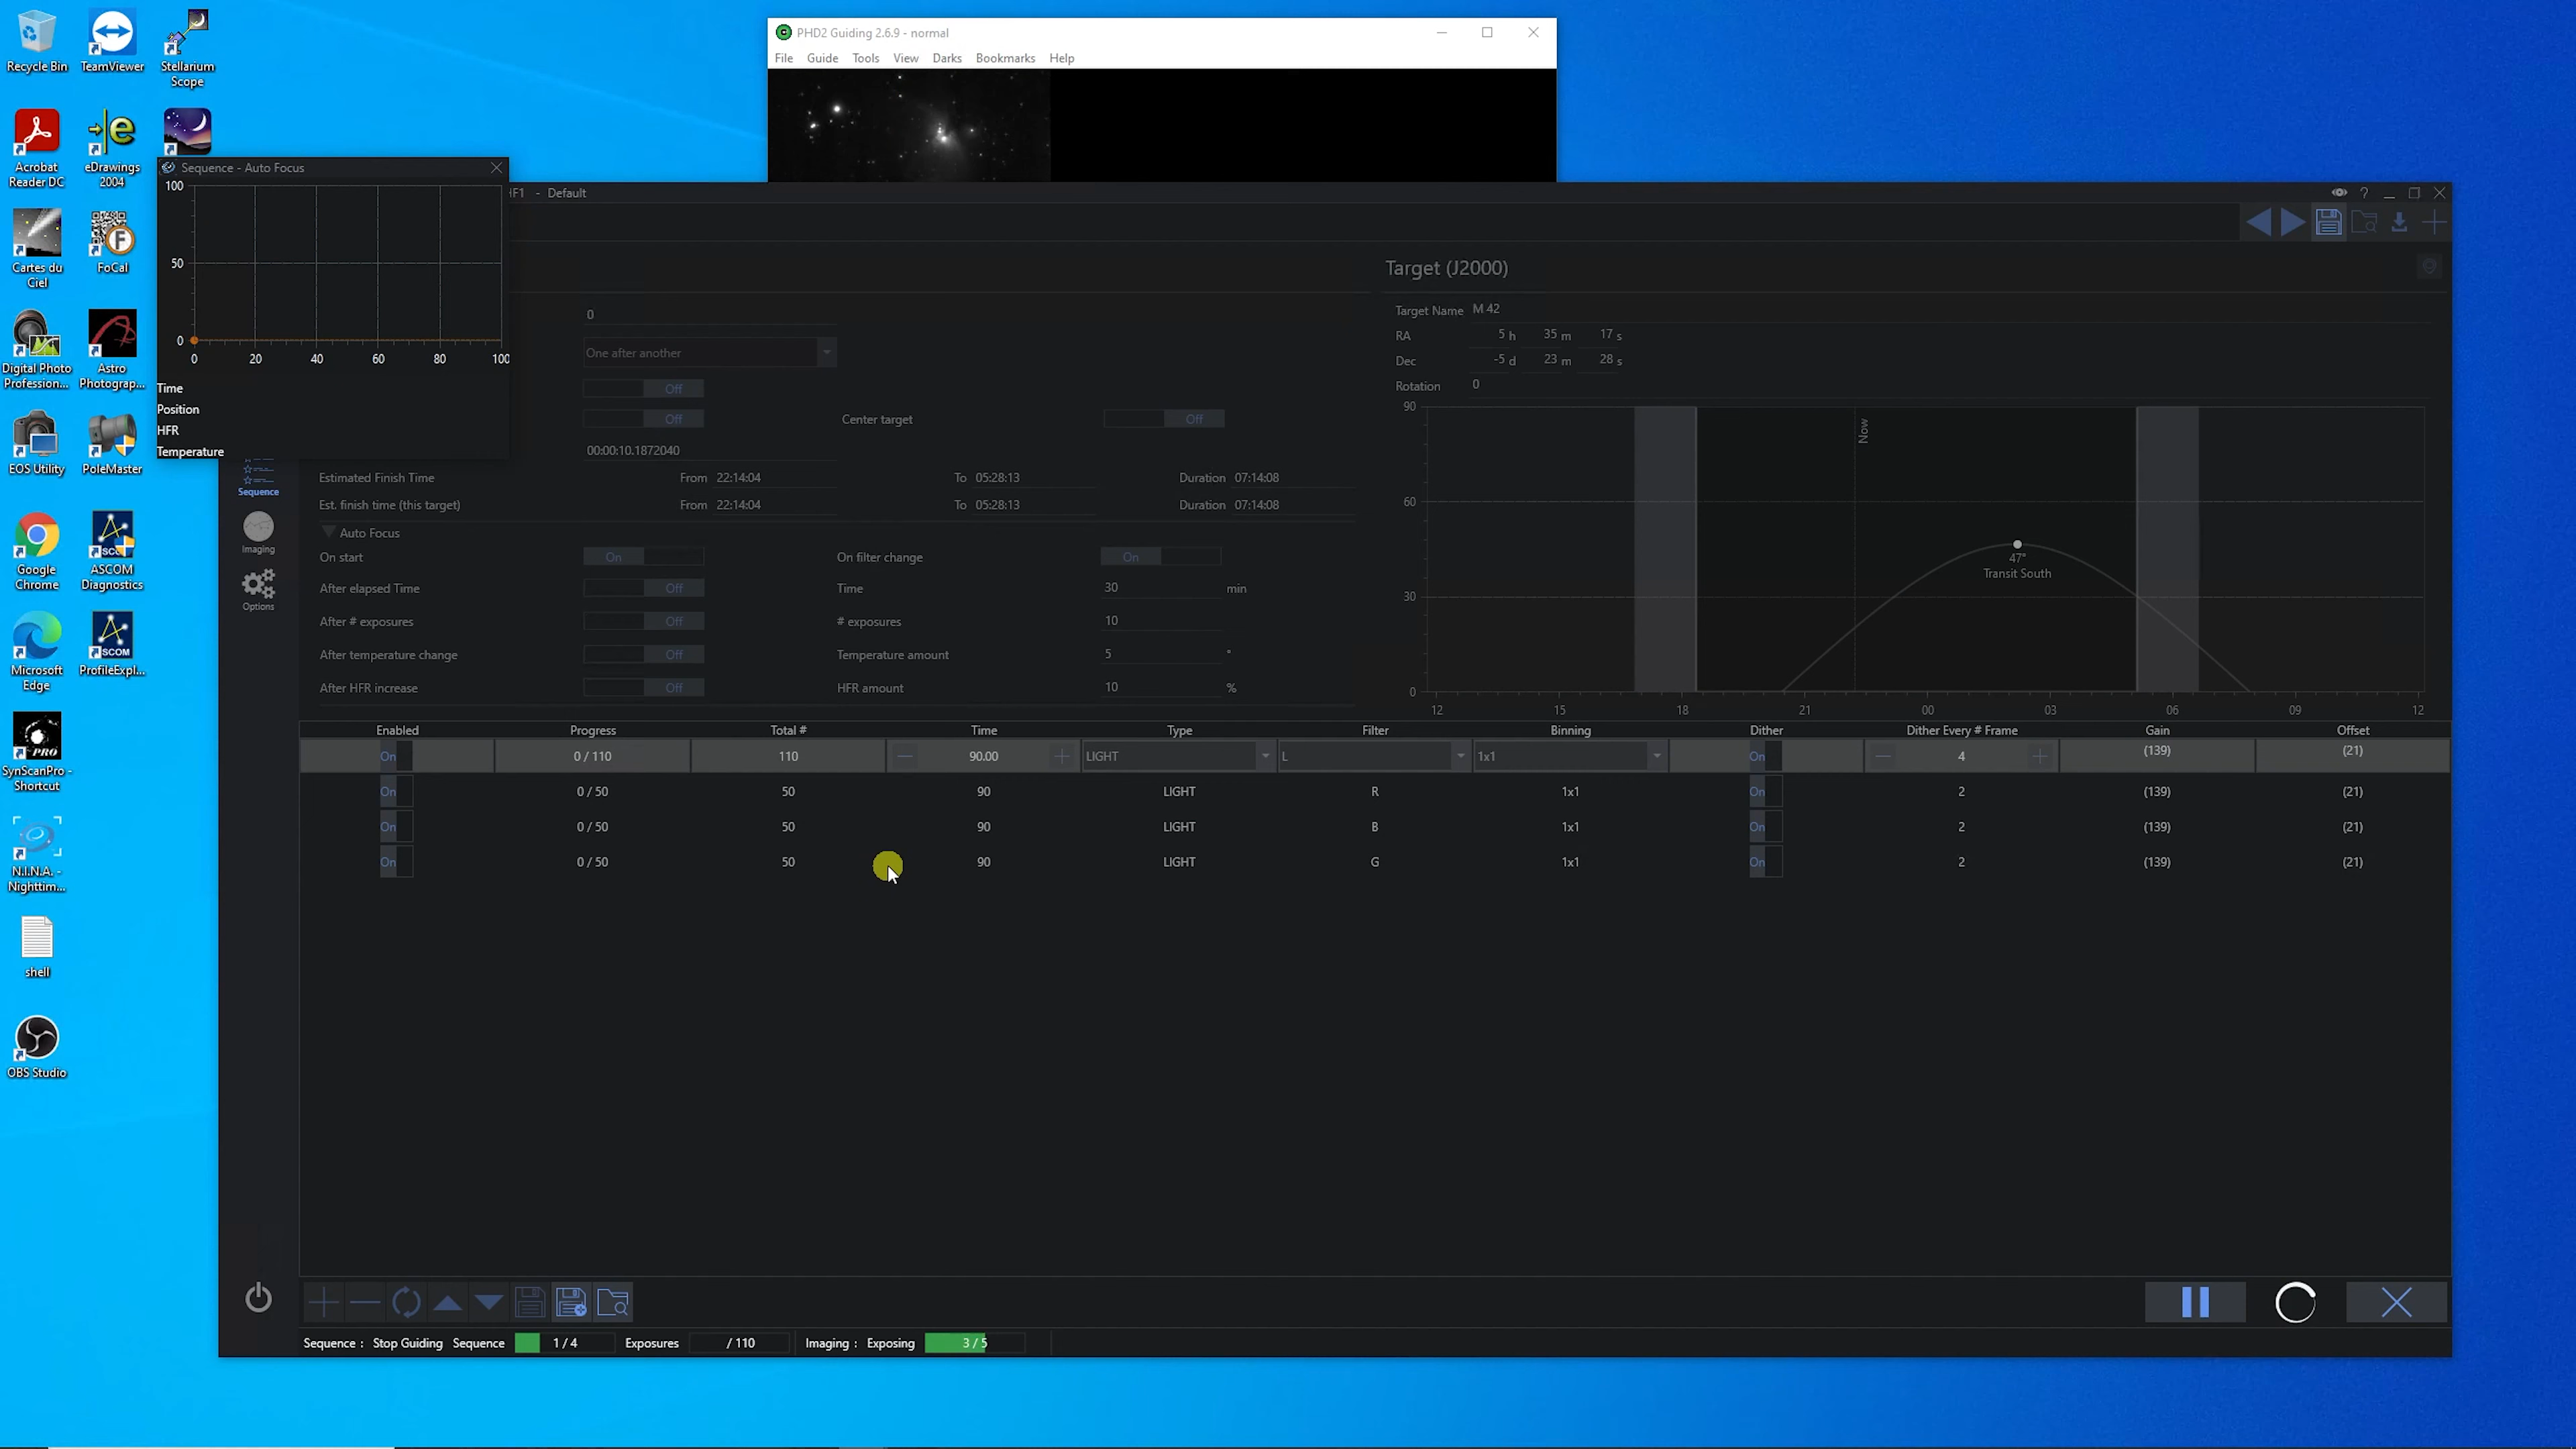 Recycle Bin
TeamViewer
Stellarium
Scope
Acrobat
Reader DC
eDrawings
2004
Cartes du
Ciel
FoCal
Digital Photo
Profession...
Astro
Photograp...
EOS Utility
PoleMaster
Google
Chrome
ASCOM
Diagnostics
Microsoft
Edge
ProfileExpl...
SynScanPro -
Shortcut
N.I.N.A. -
Nighttim...
shell
OBS Studio
PHD2 Guiding 2.6.9 - normal
File Guide Tools View Darks Bookmarks Help
Sequence - Auto Focus
100
50
0
0 20 40 60 80 100
Time
Position
HFR
Temperature
HF1 - Default
Sequence
Imaging
Options
0
One after another
Off
Off Center target Off
00:00:10.1872040
Estimated Finish Time From 22:14:04 To 05:28:13 Duration 07:14:08
Est. finish time (this target) From 22:14:04 To 05:28:13 Duration 07:14:08
Auto Focus
On start On On filter change On
After elapsed Time Off Time 30 min
After # exposures Off # exposures 10
After temperature change Off Temperature amount 5 °
After HFR increase Off HFR amount 10 %
Target (J2000)
Target Name M 42
RA 5 h 35 m 17 s
Dec -5 d 23 m 28 s
Rotation 0
90
60
30
0
Now
47°
Transit South
12 15 18 21 00 03 06 09 12
Enabled Progress Total # Time Type Filter Binning Dither Dither Every # Frame Gain Offset
On 0 / 110 110 90.00 LIGHT L 1x1 On 4 (139) (21)
On 0 / 50 50 90 LIGHT R 1x1 On 2 (139) (21)
On 0 / 50 50 90 LIGHT B 1x1 On 2 (139) (21)
On 0 / 50 50 90 LIGHT G 1x1 On 2 (139) (21)
Sequence : Stop Guiding Sequence 1 / 4 Exposures / 110 Imaging : Exposing 3 / 5